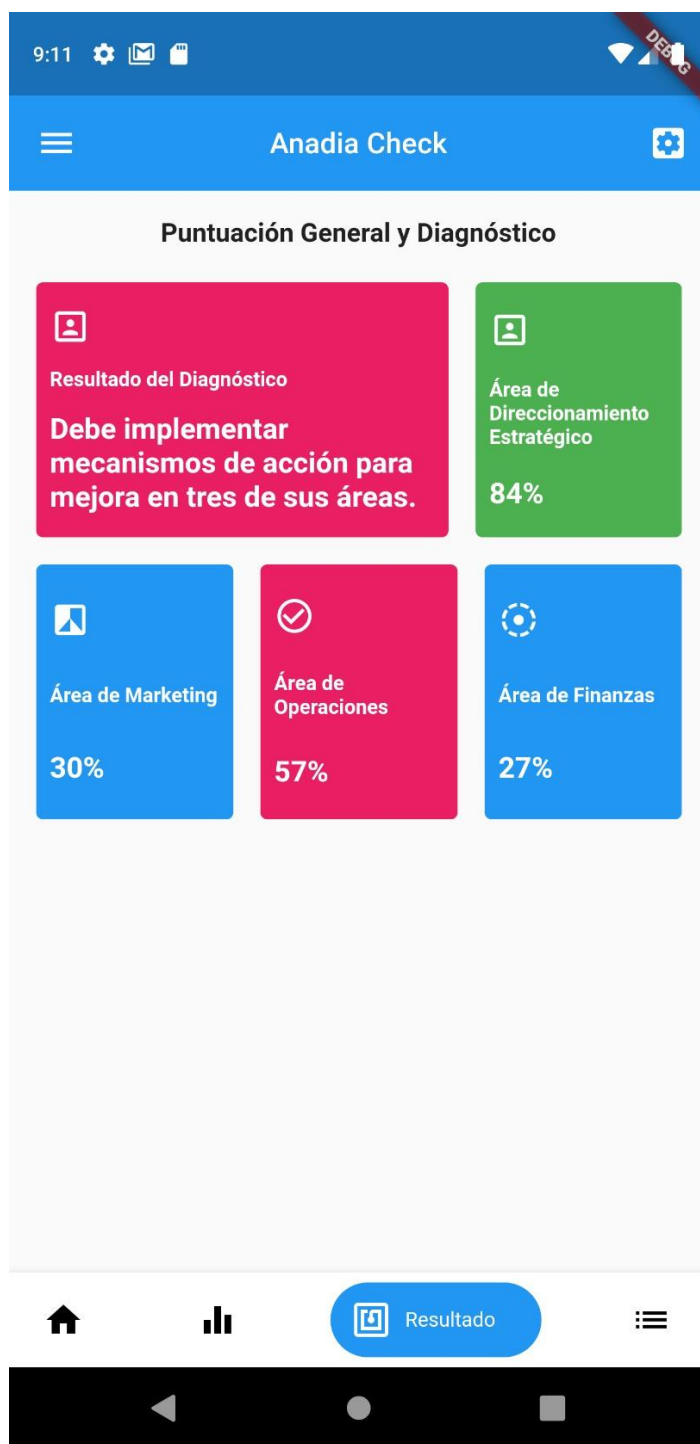 9:11
DEBUG
Anadia Check
Puntuación General y Diagnóstico
Resultado del Diagnóstico
Debe implementar
mecanismos de acción para
mejora en tres de sus áreas.
Área de
Direccionamiento
Estratégico
84%
Área de Marketing
30%
Área de
Operaciones
57%
Área de Finanzas
27%
Resultado